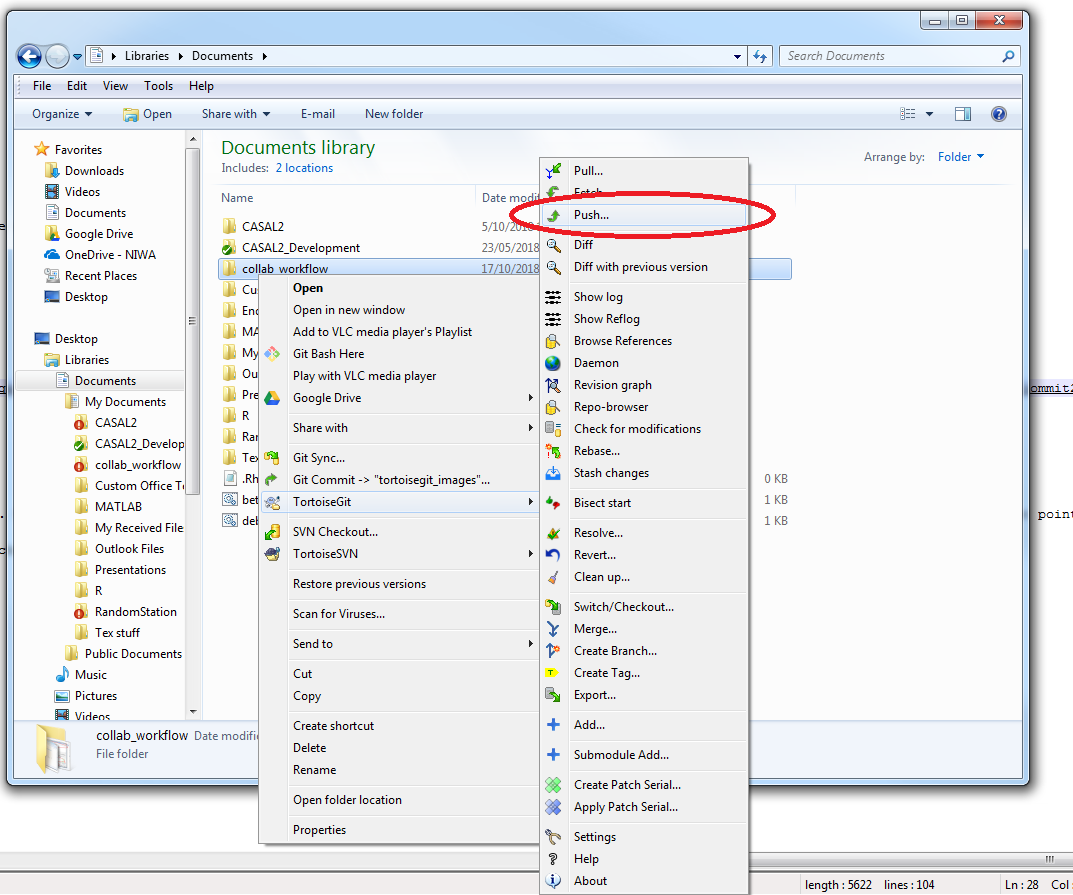 Libraries Documents
Search Documents
File Edit View Tools Help
Organize Open Share with E-mail New folder
Favorites
Downloads
Videos
Documents
Google Drive
OneDrive - NIWA
Recent Places
Desktop
Desktop
Libraries
Documents
My Documents
CASAL2
CASAL2_Develop
collab_workflow
Custom Office Te
MATLAB
My Received File
Outlook Files
Presentations
R
RandomStation
Tex stuff
Public Documents
Music
Pictures
Videos
Documents library
Includes: 2 locations
Arrange by: Folder
Name Date modif
CASAL2 5/10/2018
CASAL2_Development 23/05/2018
collab_workflow 17/10/2018
Cu
Enc
MA
My
Ou
Pre
R
Rar
Tex
.Rh 0 KB
bet 1 KB
deb 1 KB
Open
Open in new window
Add to VLC media player's Playlist
Git Bash Here
Play with VLC media player
Google Drive
Share with
Git Sync...
Git Commit -> "tortoisegit_images"...
TortoiseGit
SVN Checkout...
TortoiseSVN
Restore previous versions
Scan for Viruses...
Send to
Cut
Copy
Create shortcut
Delete
Rename
Open folder location
Properties
Pull...
Fetch
Push...
Diff
Diff with previous version
Show log
Show Reflog
Browse References
Daemon
Revision graph
Repo-browser
Check for modifications
Rebase...
Stash changes
Bisect start
Resolve...
Revert...
Clean up...
Switch/Checkout...
Merge...
Create Branch...
Create Tag...
Export...
Add...
Submodule Add...
Create Patch Serial...
Apply Patch Serial...
Settings
Help
About
collab_workflow Date modifie
File folder
ommit2
point
length : 5622 lines : 104 Ln : 28 Col